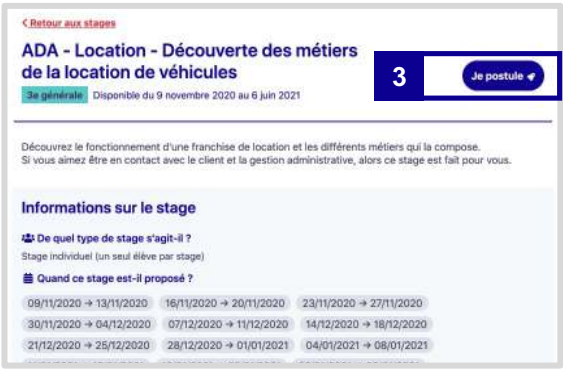 < Retour aux stages
ADA - Location - Découverte des métiers
de la location de véhicules
3
Je postule
3e générale Disponible du 9 novembre 2020 au 6 juin 2021
Découvrez le fonctionnement d'une franchise de location et les différents métiers qui la compose.
Si vous aimez être en contact avec le client et la gestion administrative, alors ce stage est fait pour vous.
Informations sur le stage
De quel type de stage s'agit-il ?
Stage individuel (un seul élève par stage)
Quand ce stage est-il proposé ?
09/11/2020 → 13/11/2020 16/11/2020 → 20/11/2020 23/11/2020 → 27/11/2020
30/11/2020 → 04/12/2020 07/12/2020 → 11/12/2020 14/12/2020 → 18/12/2020
21/12/2020 → 25/12/2020 28/12/2020 → 01/01/2021 04/01/2021 → 08/01/2021